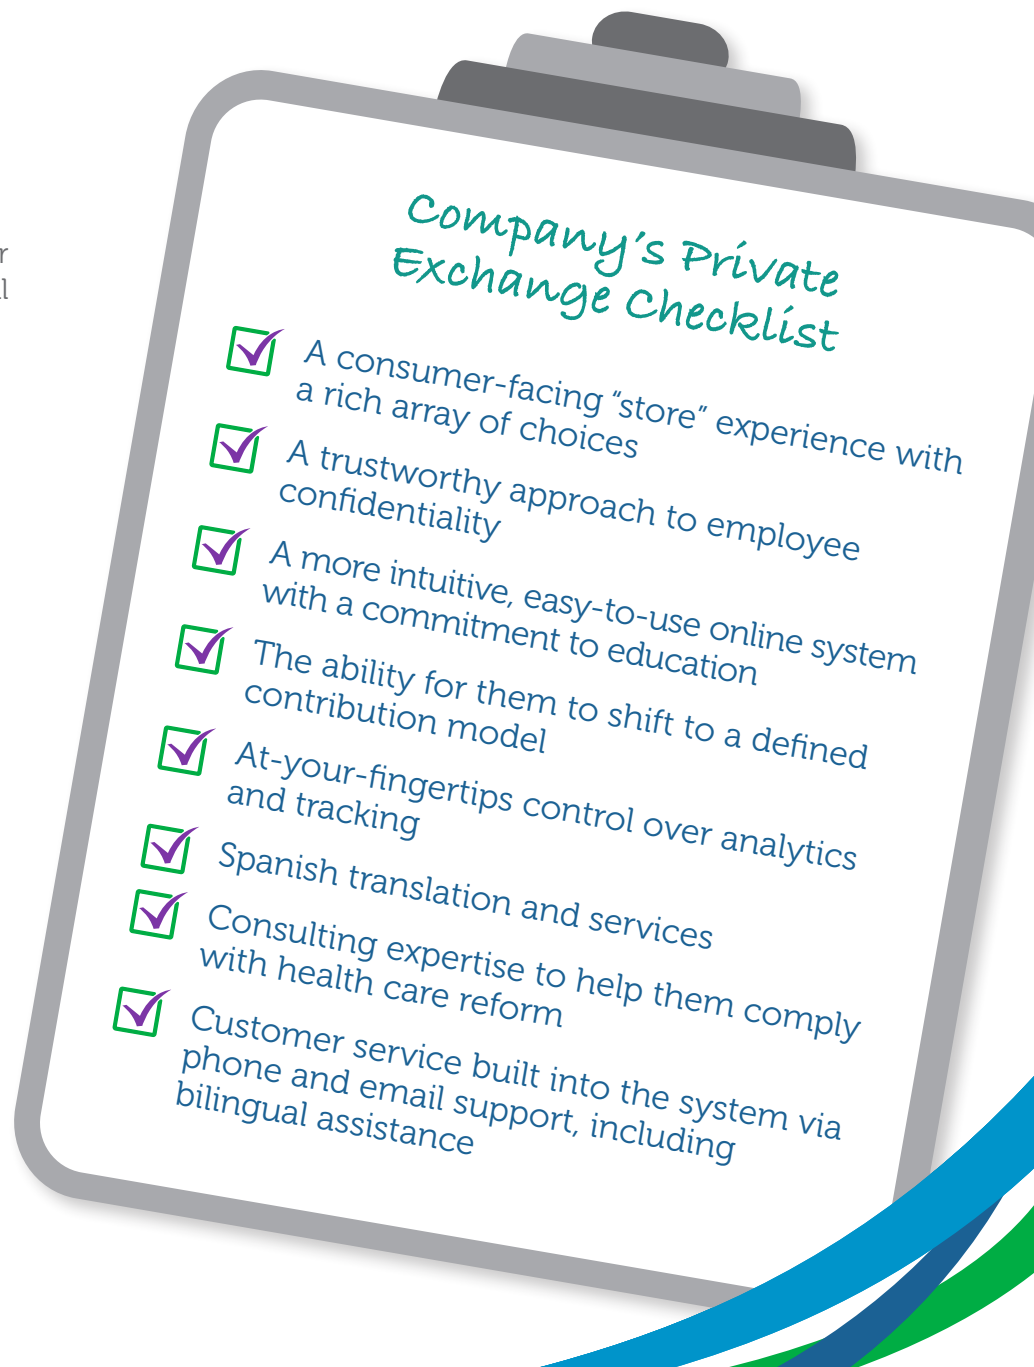 Company's Private
Exchange Checklist
A consumer-facing “store” experience with
a rich array of choices
A trustworthy approach to employee
confidentiality
A more intuitive, easy-to-use online system
with a commitment to education
The ability for them to shift to a defined
contribution model
At-your-fingertips control over analytics
and tracking
Spanish translation and services
Consulting expertise to help them comply
with health care reform
Customer service built into the system via
phone and email support, including
bilingual assistance